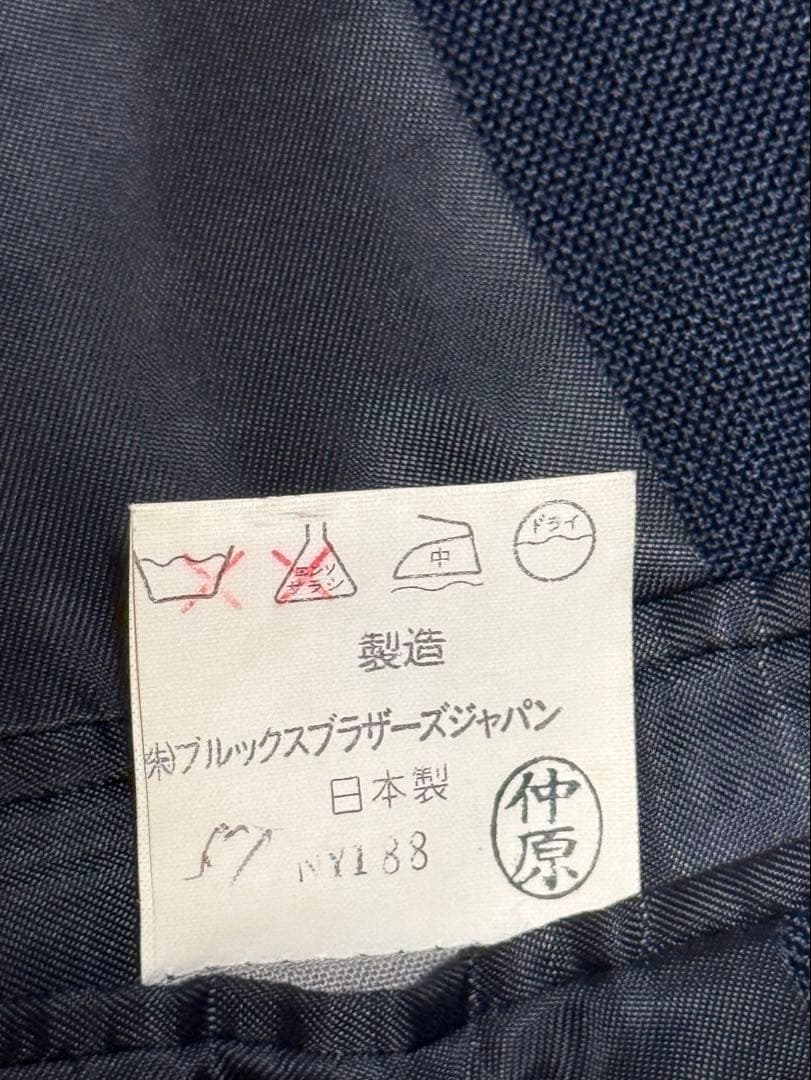 エンソ
サラシ
中
ドライ
製造
㈱ブルックスブラザーズジャパン
日本製
57 NY188
仲原